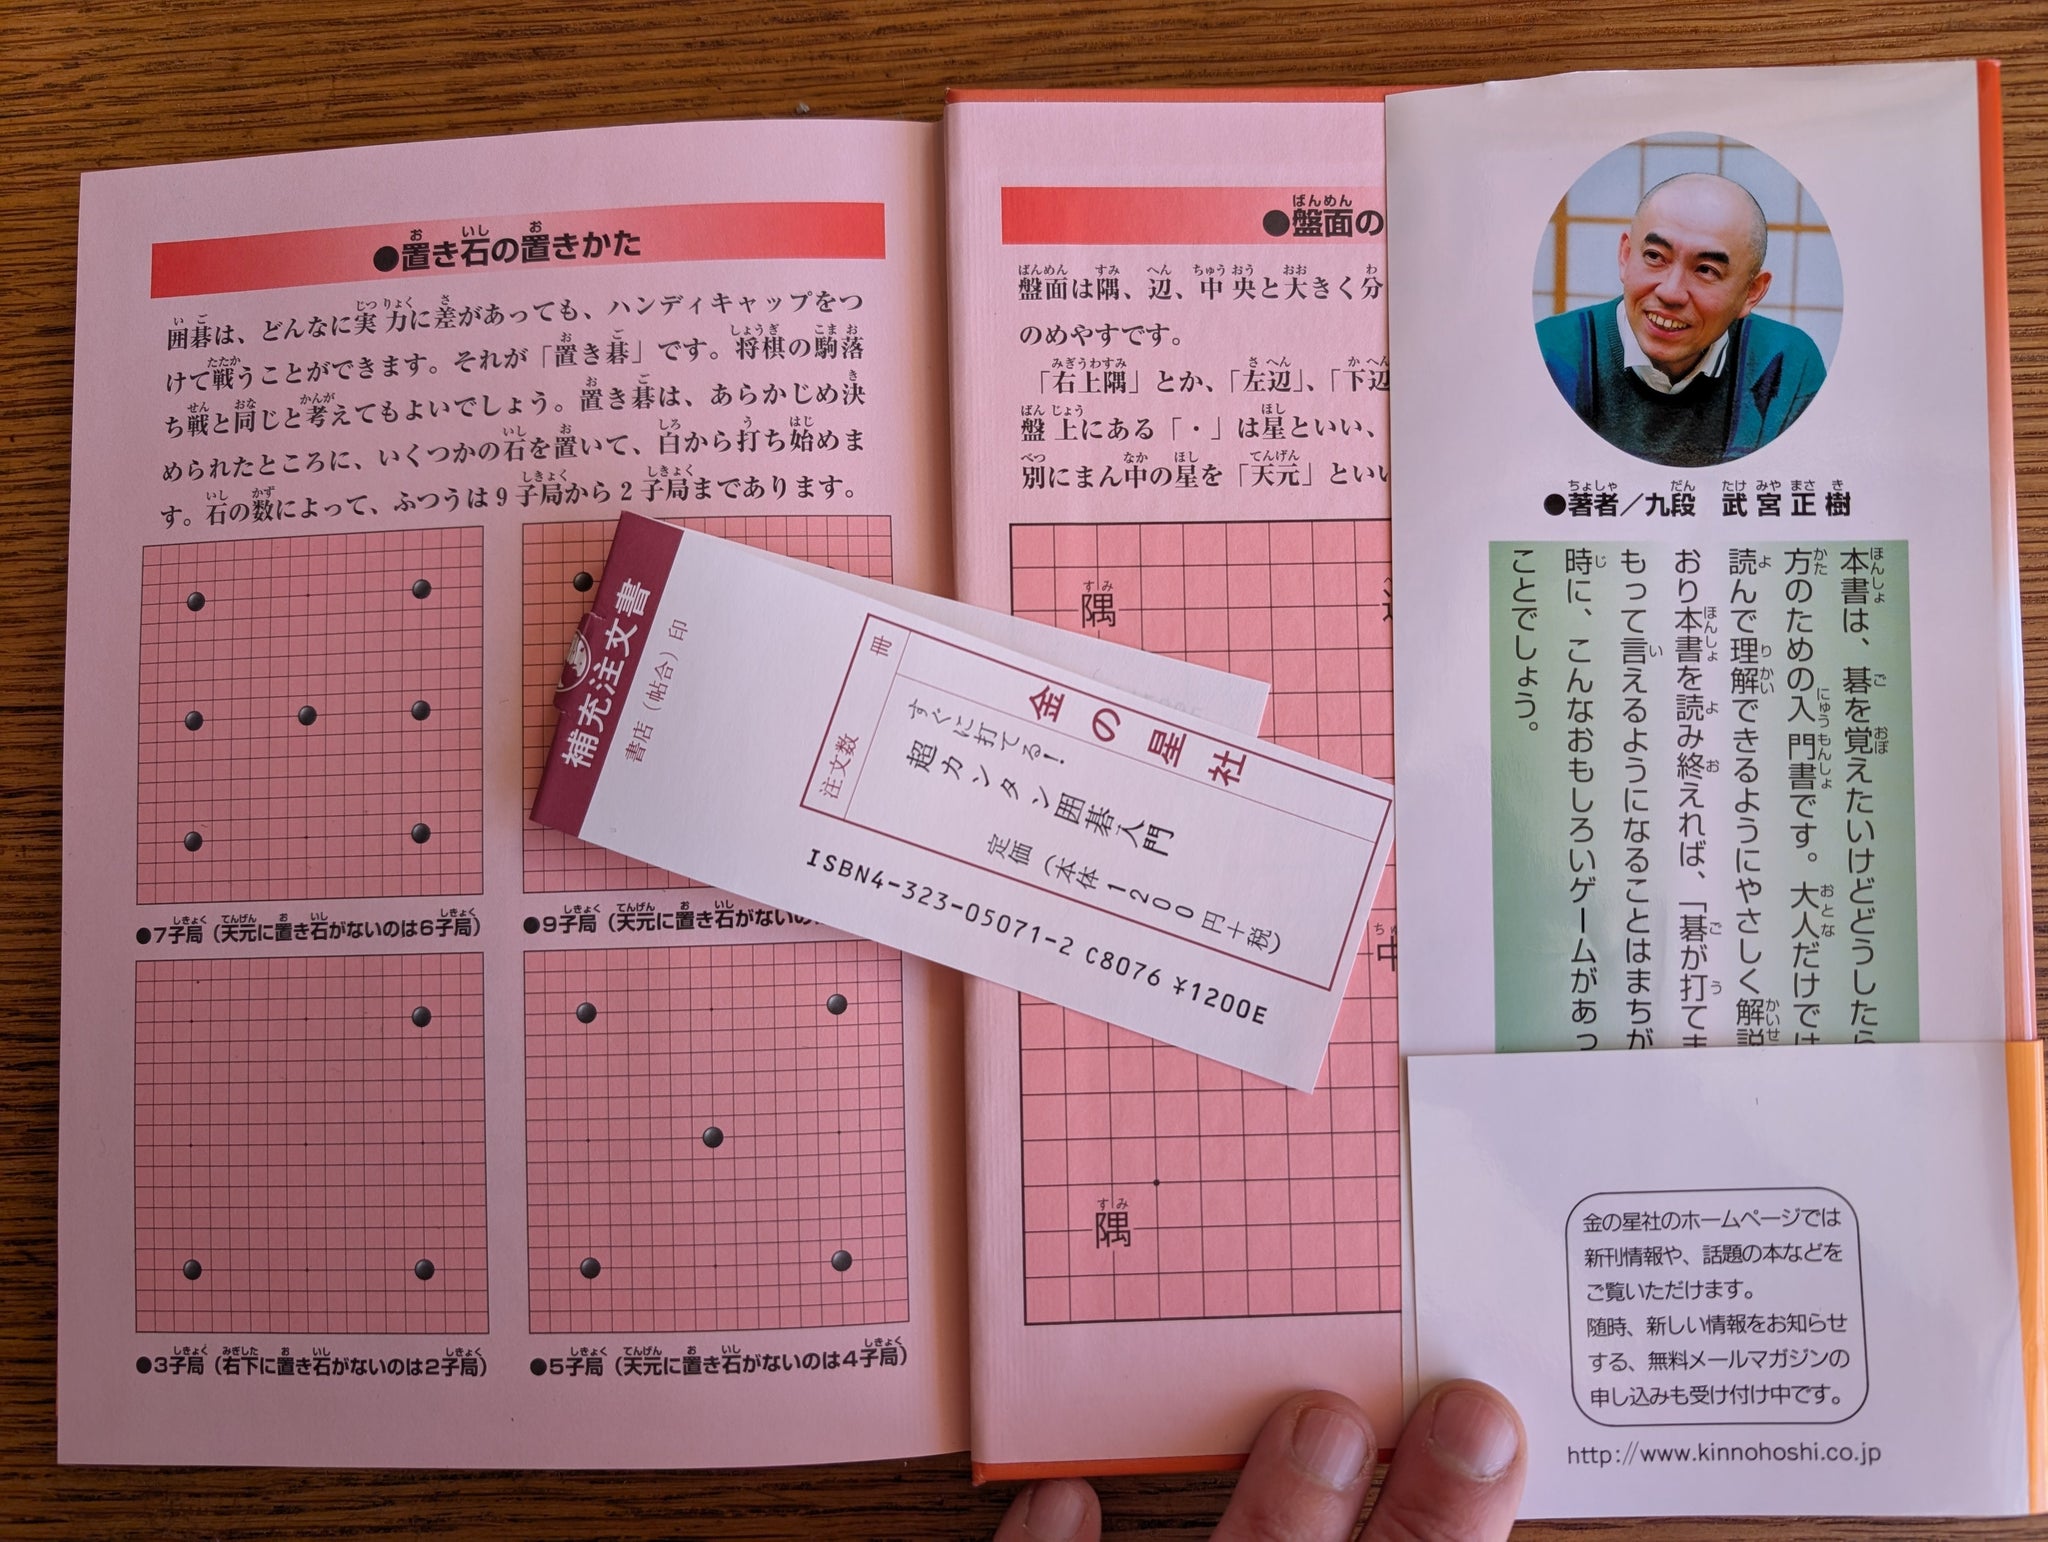 ●置き石の置きかた
囲碁は、どんなに実力に差があっても、ハンディキャップをつ
けて戦うことができます。それが「置き碁」です。将棋の駒落
ち戦と同じと考えてもよいでしょう。置き碁は、あらかじめ決
められたところに、いくつかの石を置いて、白から打ち始めま
す。石の数によって、ふつうは9子局から2子局まであります。
●7子局（天元に置き石がないのは6子局）
●9子局（天元に置き石がないの
●3子局（右下に置き石がないのは2子局）
●5子局（天元に置き石がないのは4子局）
補充注文書
書店（帖合）印
注文数
冊
金の星社
すぐに打てる！
超カンタン囲碁入門
定価（本体1200円＋税）
ISBN4-323-05071-2 C8076 ¥1200E
●盤面の
盤面は隅、辺、中央と大きく分
のめやすです。
「右上隅」とか、「左辺」、「下辺
盤上にある「・」は星といい、
別にまん中の星を「天元」とい
隅
中
隅
●著者／九段 武宮正樹
本書は、碁を覚えたいけどどうしたら
方のための入門書です。大人だけでは
読んで理解できるようにやさしく解説
おり本書を読み終えれば、「碁が打てま
もって言えるようになることはまちが
時に、こんなおもしろいゲームがあっ
ことでしょう。
金の星社のホームページでは
新刊情報や、話題の本などを
ご覧いただけます。
随時、新しい情報をお知らせ
する、無料メールマガジンの
申し込みも受け付け中です。
http://www.kinnohoshi.co.jp